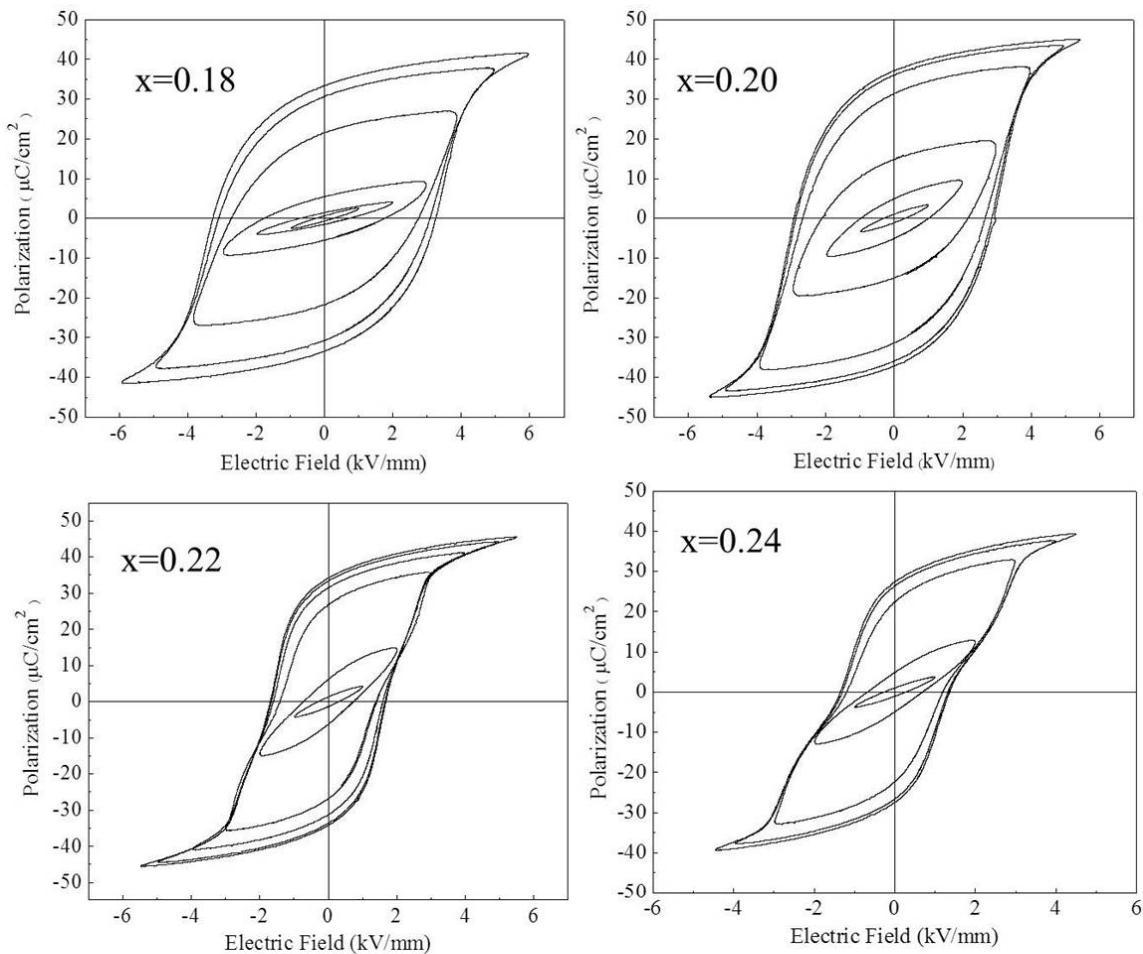 50
40
30
20
10
0
-10
-20
-30
-40
-50
Polarization ( μC/cm²)
x=0.18
-6 -4 -2 0 2 4 6
Electric Field (kV/mm)
50
40
30
20
10
0
-10
-20
-30
-40
-50
Polarization (μC/cm²)
x=0.20
-6 -4 -2 0 2 4 6
Electric Field (kV/mm)
50
40
30
20
10
0
-10
-20
-30
-40
-50
Polarization (μC/cm²)
x=0.22
-6 -4 -2 0 2 4 6
Electric Field (kV/mm)
50
40
30
20
10
0
-10
-20
-30
-40
-50
Polarization ( μC/cm²)
x=0.24
-6 -4 -2 0 2 4 6
Electric Field (kV/mm)